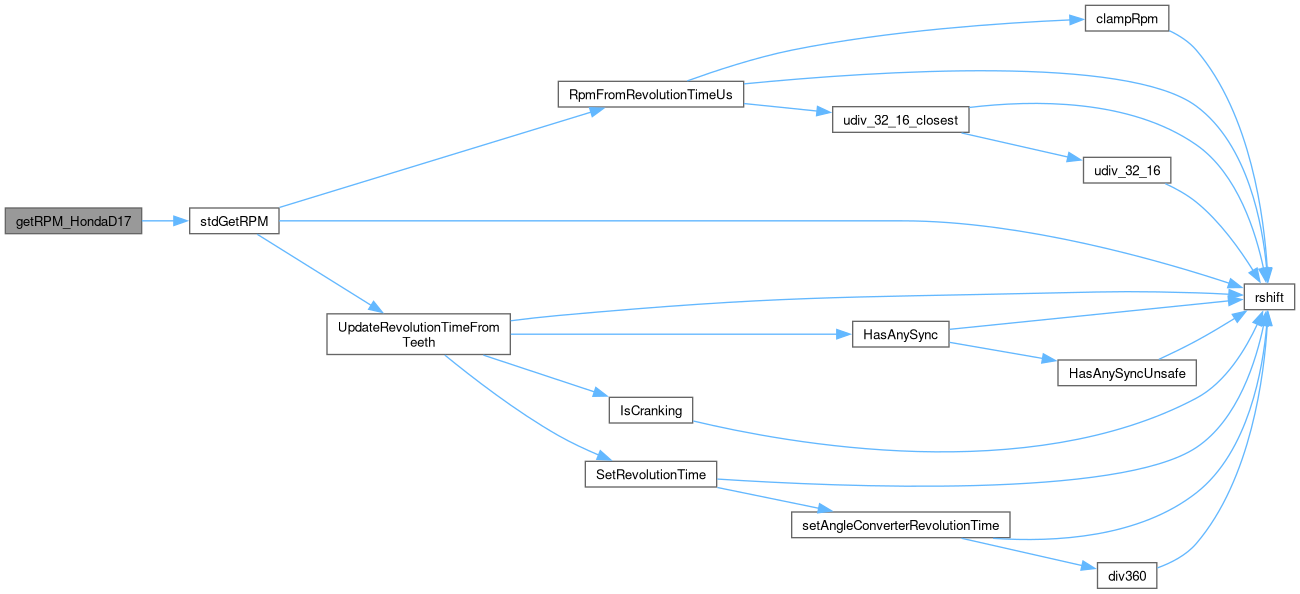 clampRpm
RpmFromRevolutionTimeUs
udiv_32_16_closest
udiv_32_16
getRPM_HondaD17
stdGetRPM
rshift
UpdateRevolutionTimeFrom
Teeth
HasAnySync
HasAnySyncUnsafe
IsCranking
SetRevolutionTime
setAngleConverterRevolutionTime
div360